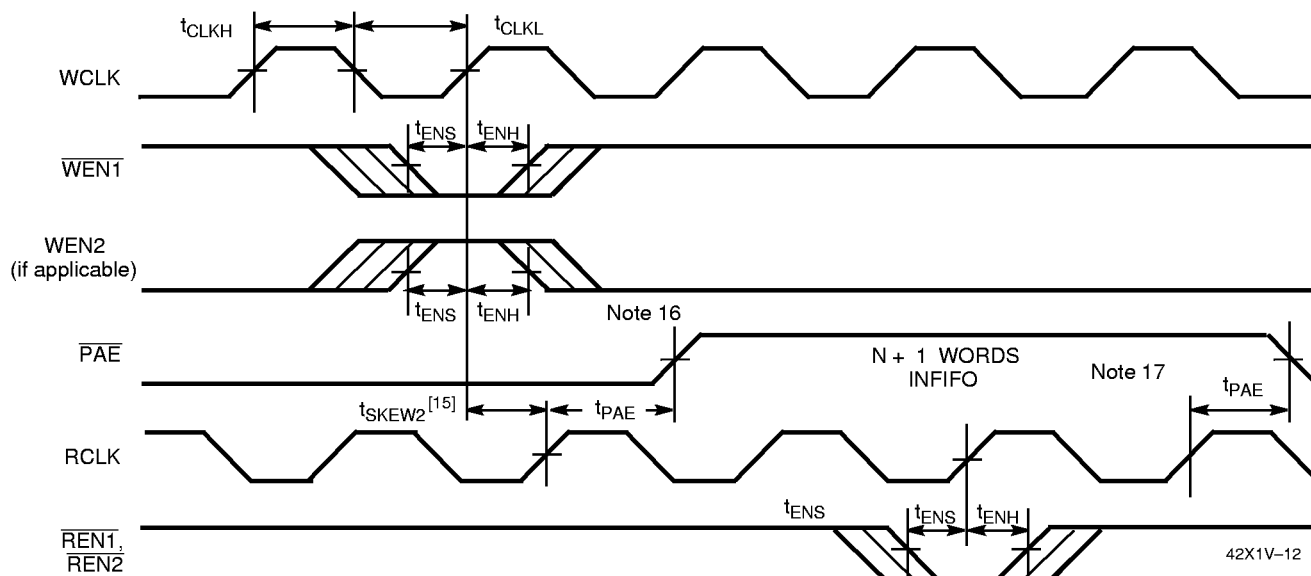 tCLKH
tCLKL
WCLK
tENS
tENH
WEN1
WEN2
(if applicable)
tENS
tENH
Note 16
PAE
N + 1 WORDS
INFIFO
Note 17
tSKEW2 [15]
tPAE
tPAE
RCLK
tENS
tENS
tENH
REN1,
REN2
42X1V–12